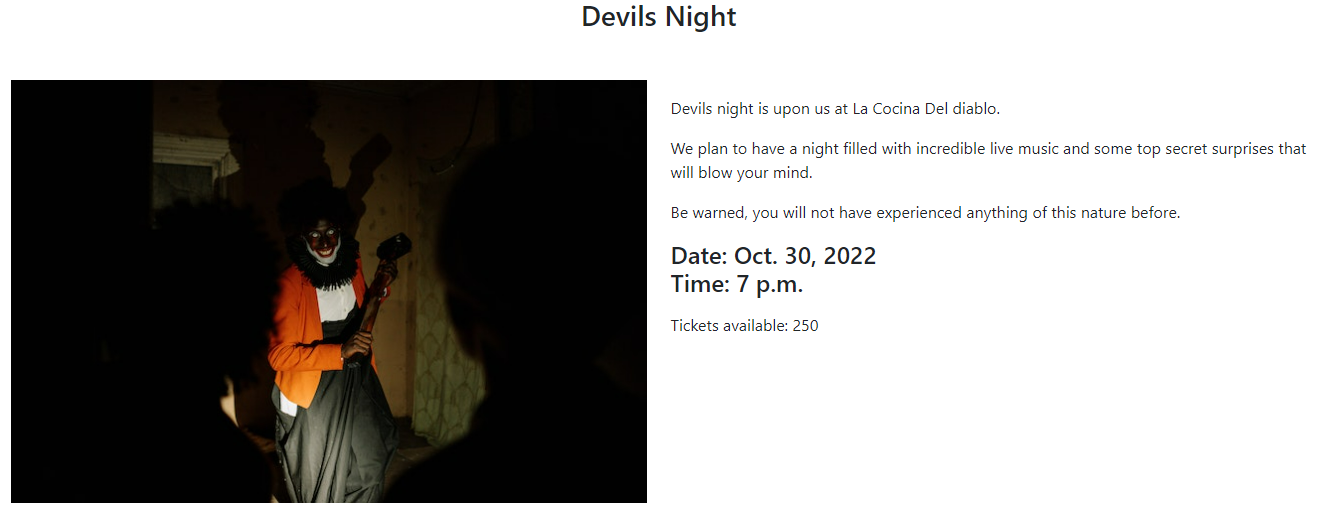 Devils Night
Devils night is upon us at La Cocina Del diablo.
We plan to have a night filled with incredible live music and some top secret surprises that
will blow your mind.
Be warned, you will not have experienced anything of this nature before.
Date: Oct. 30, 2022
Time: 7 p.m.
Tickets available: 250